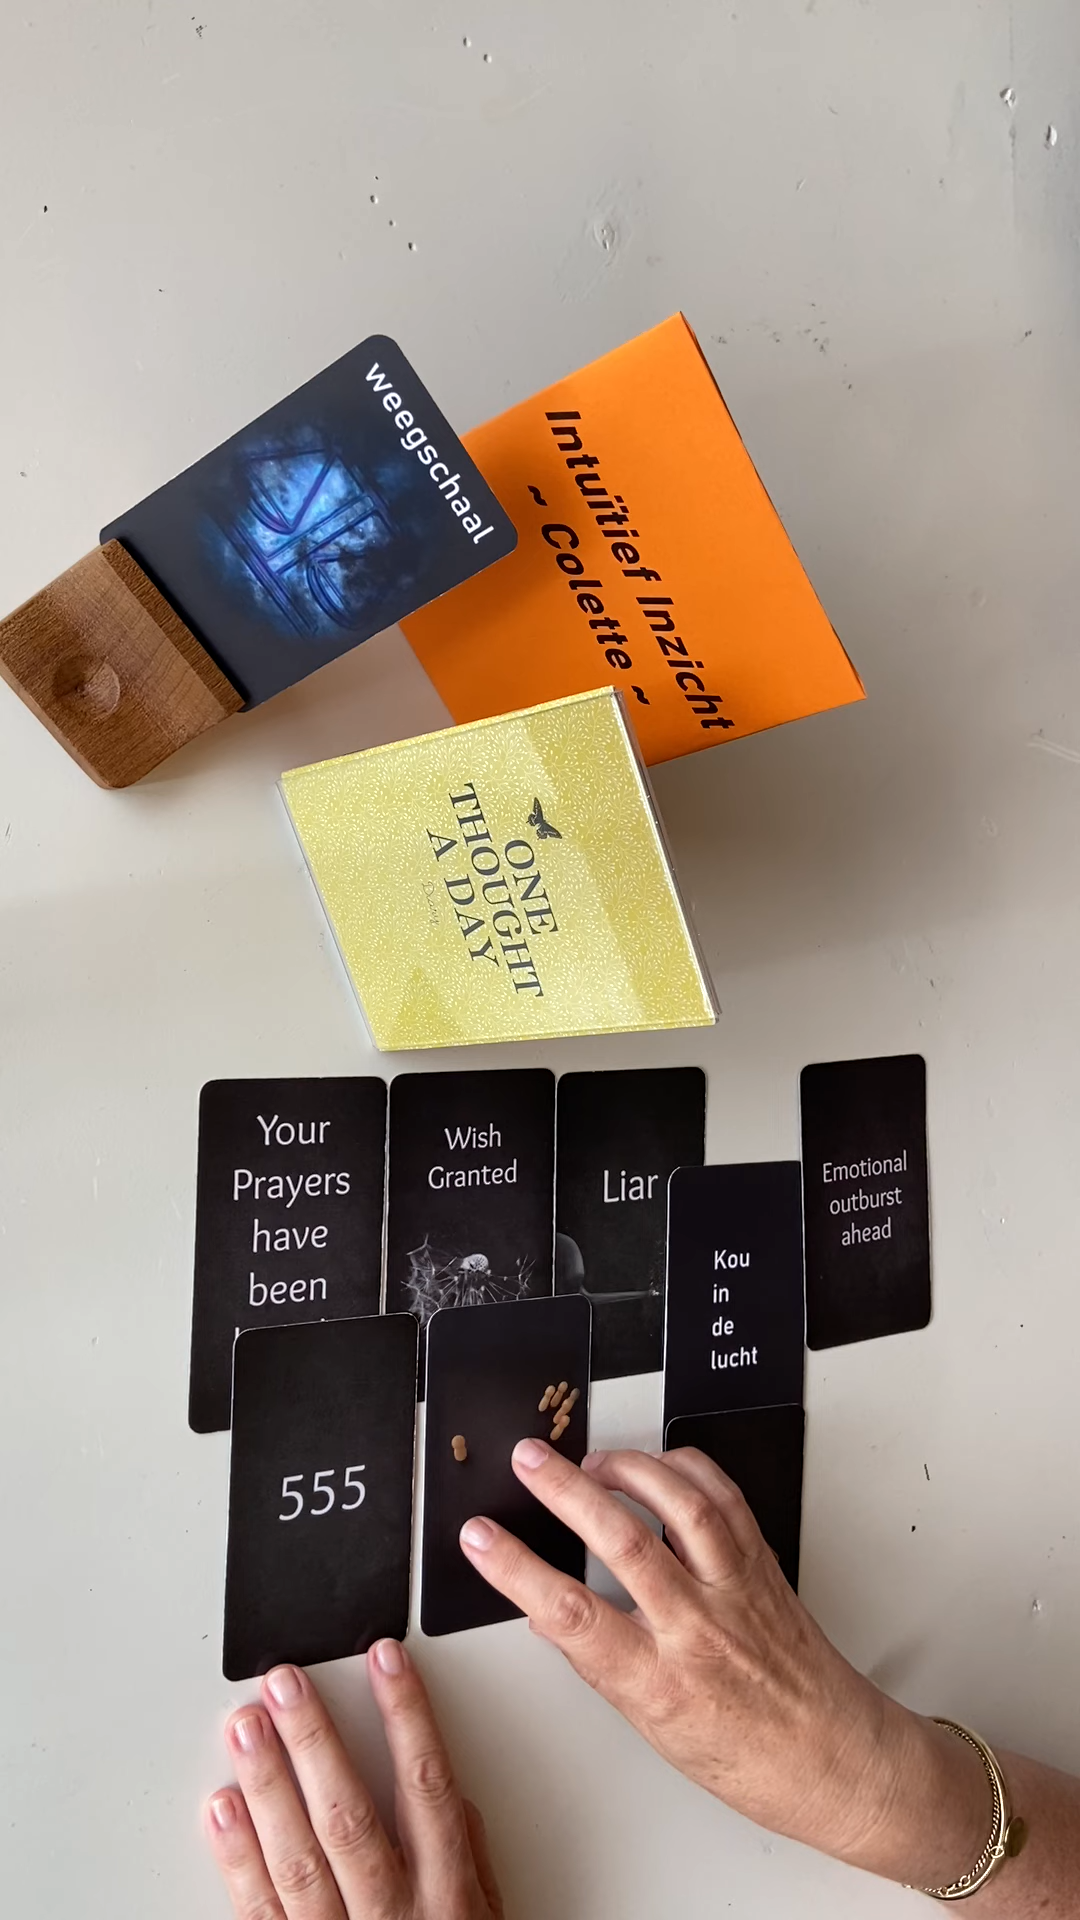 weegschaal
Intuïtief Inzicht
~ Colette ~
ONE
THOUGHT
A DAY
Your
Prayers
have
been
Wish
Granted
Liar
Kou
in
de
lucht
Emotional
outburst
ahead
555